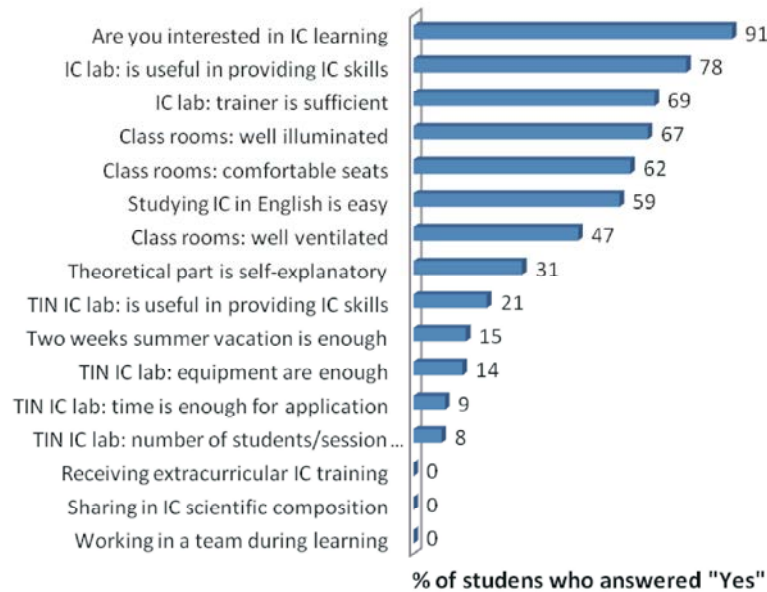 Are you interested in IC learning 91
IC lab: is useful in providing IC skills 78
IC lab: trainer is sufficient 69
Class rooms: well illuminated 67
Class rooms: comfortable seats 62
Studying IC in English is easy 59
Class rooms: well ventilated 47
Theoretical part is self-explanatory 31
TIN IC lab: is useful in providing IC skills 21
Two weeks summer vacation is enough 15
TIN IC lab: equipment are enough 14
TIN IC lab: time is enough for application 9
TIN IC lab: number of students/session ... 8
Receiving extracurricular IC training 0
Sharing in IC scientific composition 0
Working in a team during learning 0
% of studens who answered "Yes"